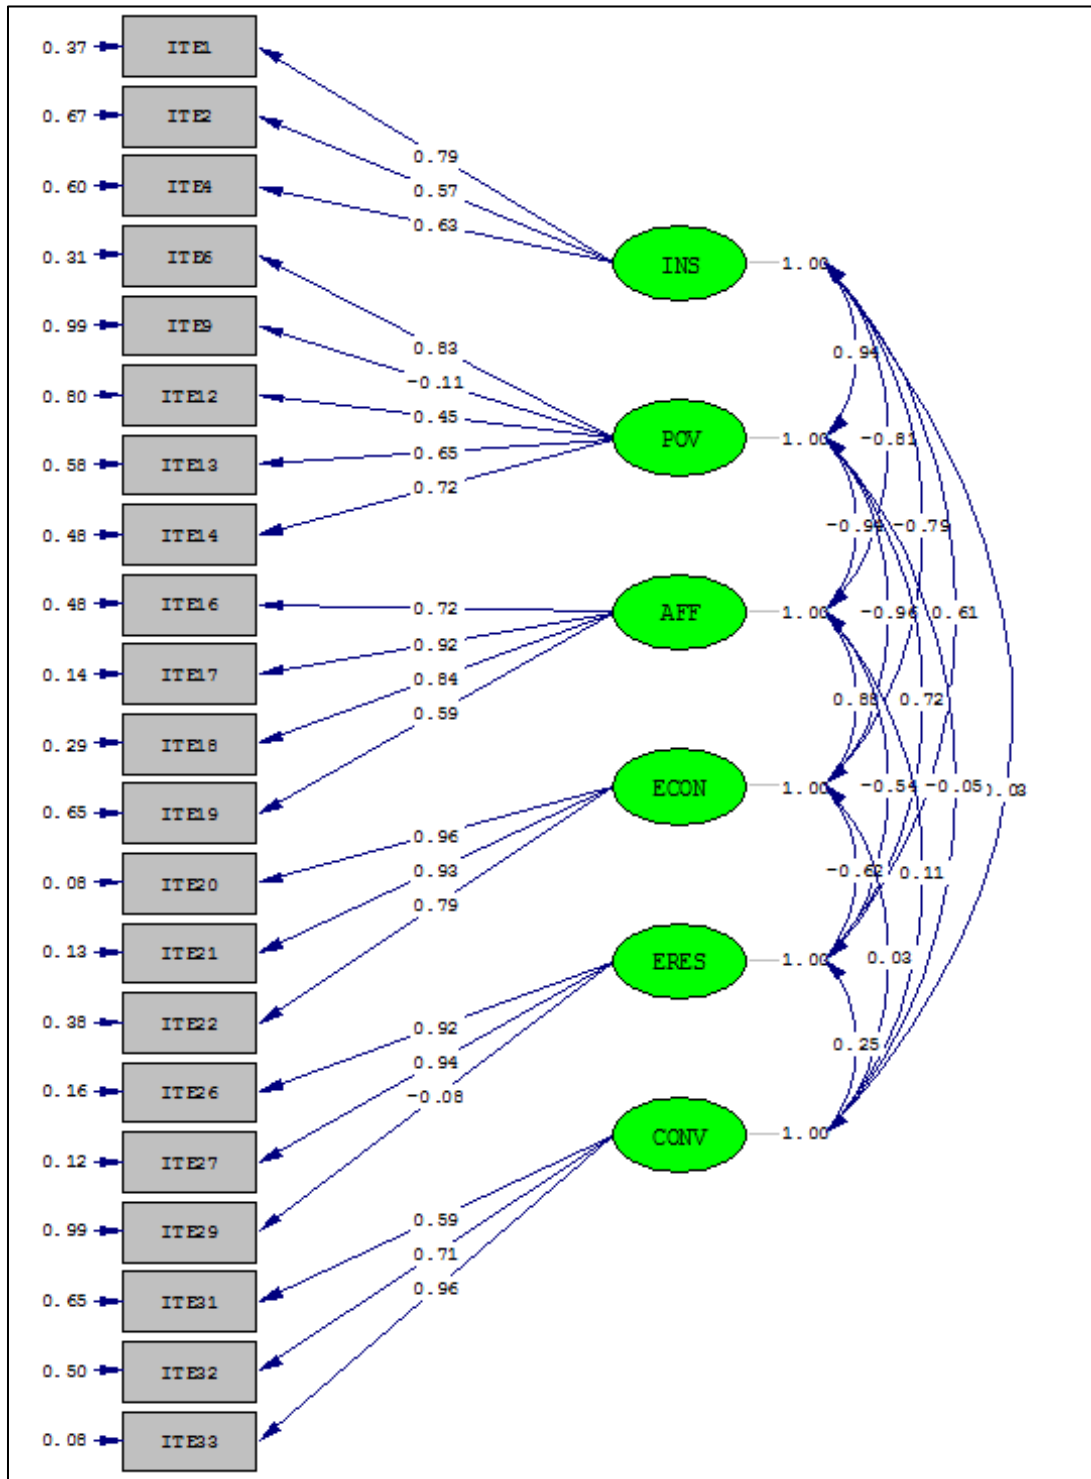 0.37 ITE1
0.67 ITE2
0.79
0.57
0.60 ITE4
0.63
0.31 ITE6
INS 1.00
0.99 ITE9
0.83
0.94
-0.11
0.80 ITE12
0.45
POV 1.00 -0.81
0.58 ITE13
0.65
0.72
0.48 ITE14
-0.79
0.48 ITE16
0.72 AFF 1.00 -0.96 0.61
0.92
0.14 ITE17
0.84
0.59
0.88 0.72
0.29 ITE18
ECON 1.00 -0.54 -0.05
0.65 ITE19
0.96
0.93
0.08 ITE20
-0.62 0.11
0.79
0.13 ITE21
ERES 1.00 0.03
0.38 ITE22
0.92
0.94
0.25
0.16 ITE26
-0.08
CONV 1.00
0.12 ITE27
0.59
0.99 ITE29
0.71
0.96
0.65 ITE31
0.50 ITE32
0.08 ITE33